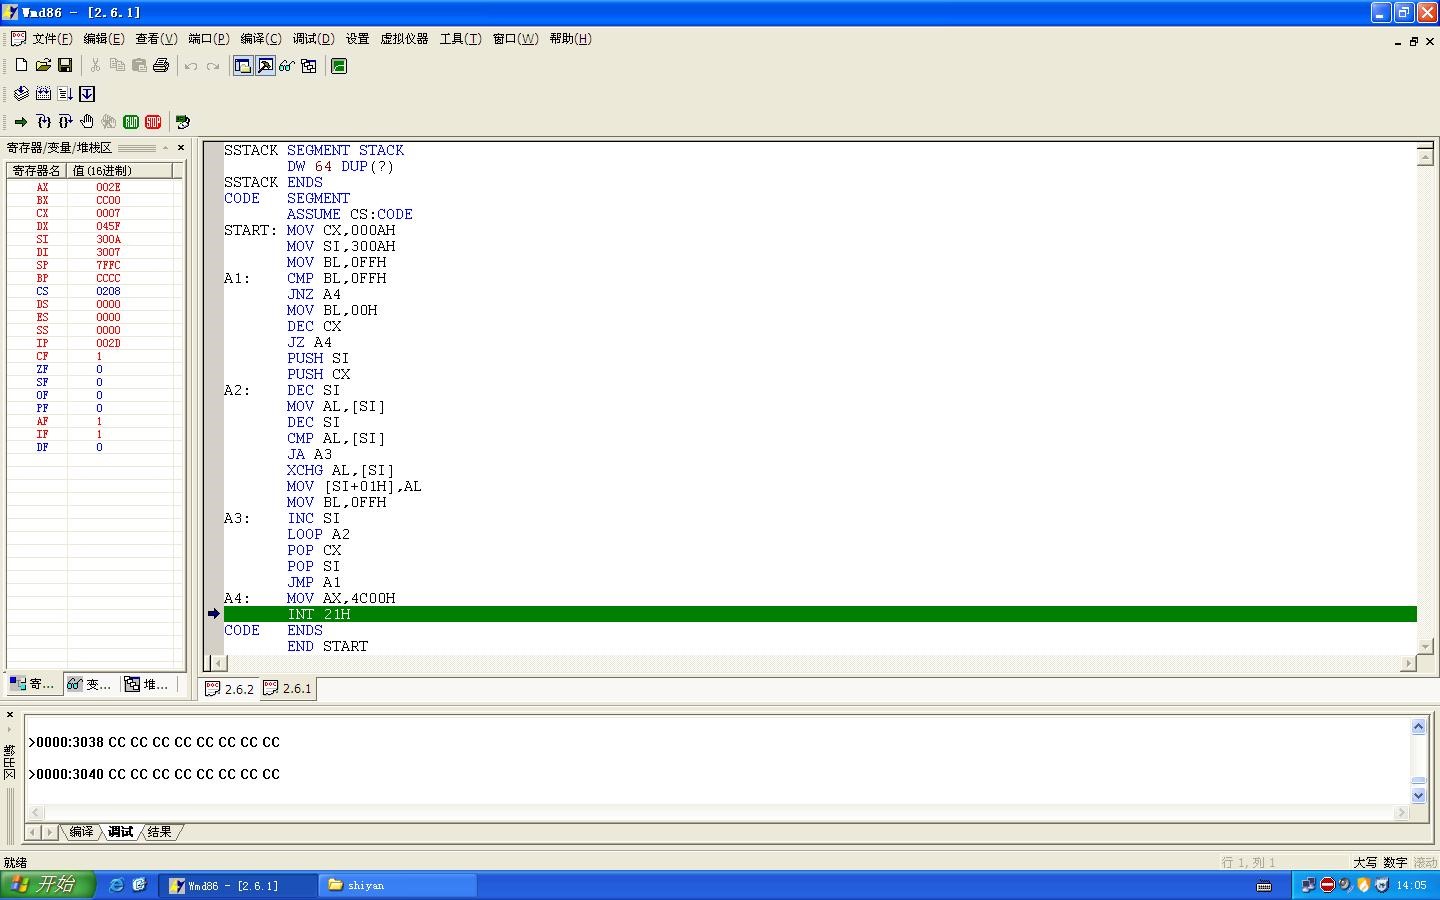 Wmd86 - [2.6.1]
文件(F) 编辑(E) 查看(V) 端口(P) 编译(C) 调试(D) 设置 虚拟仪器 工具(T) 窗口(W) 帮助(H)
寄存器/变量/堆栈区
寄存器名 值(16进制)
AX 002E
BX CC00
CX 0007
DX 045F
SI 300A
DI 3007
SP 7FFC
BP CCCC
CS 0208
DS 0000
ES 0000
SS 0000
IP 002D
CF 1
ZF 0
SF 0
OF 0
PF 0
AF 1
IF 1
DF 0
寄... 变... 堆...
SSTACK SEGMENT STACK
DW 64 DUP(?)
SSTACK ENDS
CODE SEGMENT
ASSUME CS:CODE
START: MOV CX,000AH
MOV SI,300AH
MOV BL,0FFH
A1: CMP BL,0FFH
JNZ A4
MOV BL,00H
DEC CX
JZ A4
PUSH SI
PUSH CX
A2: DEC SI
MOV AL,[SI]
DEC SI
CMP AL,[SI]
JA A3
XCHG AL,[SI]
MOV [SI+01H],AL
MOV BL,0FFH
A3: INC SI
LOOP A2
POP CX
POP SI
JMP A1
A4: MOV AX,4C00H
INT 21H
CODE ENDS
END START
2.6.2 2.6.1
>0000:3038 CC CC CC CC CC CC CC CC
>0000:3040 CC CC CC CC CC CC CC CC
编译 调试 结果
就绪
行 1, 列 1 大写 数字 滚动
开始 Wmd86 - [2.6.1] shiyan 14:05